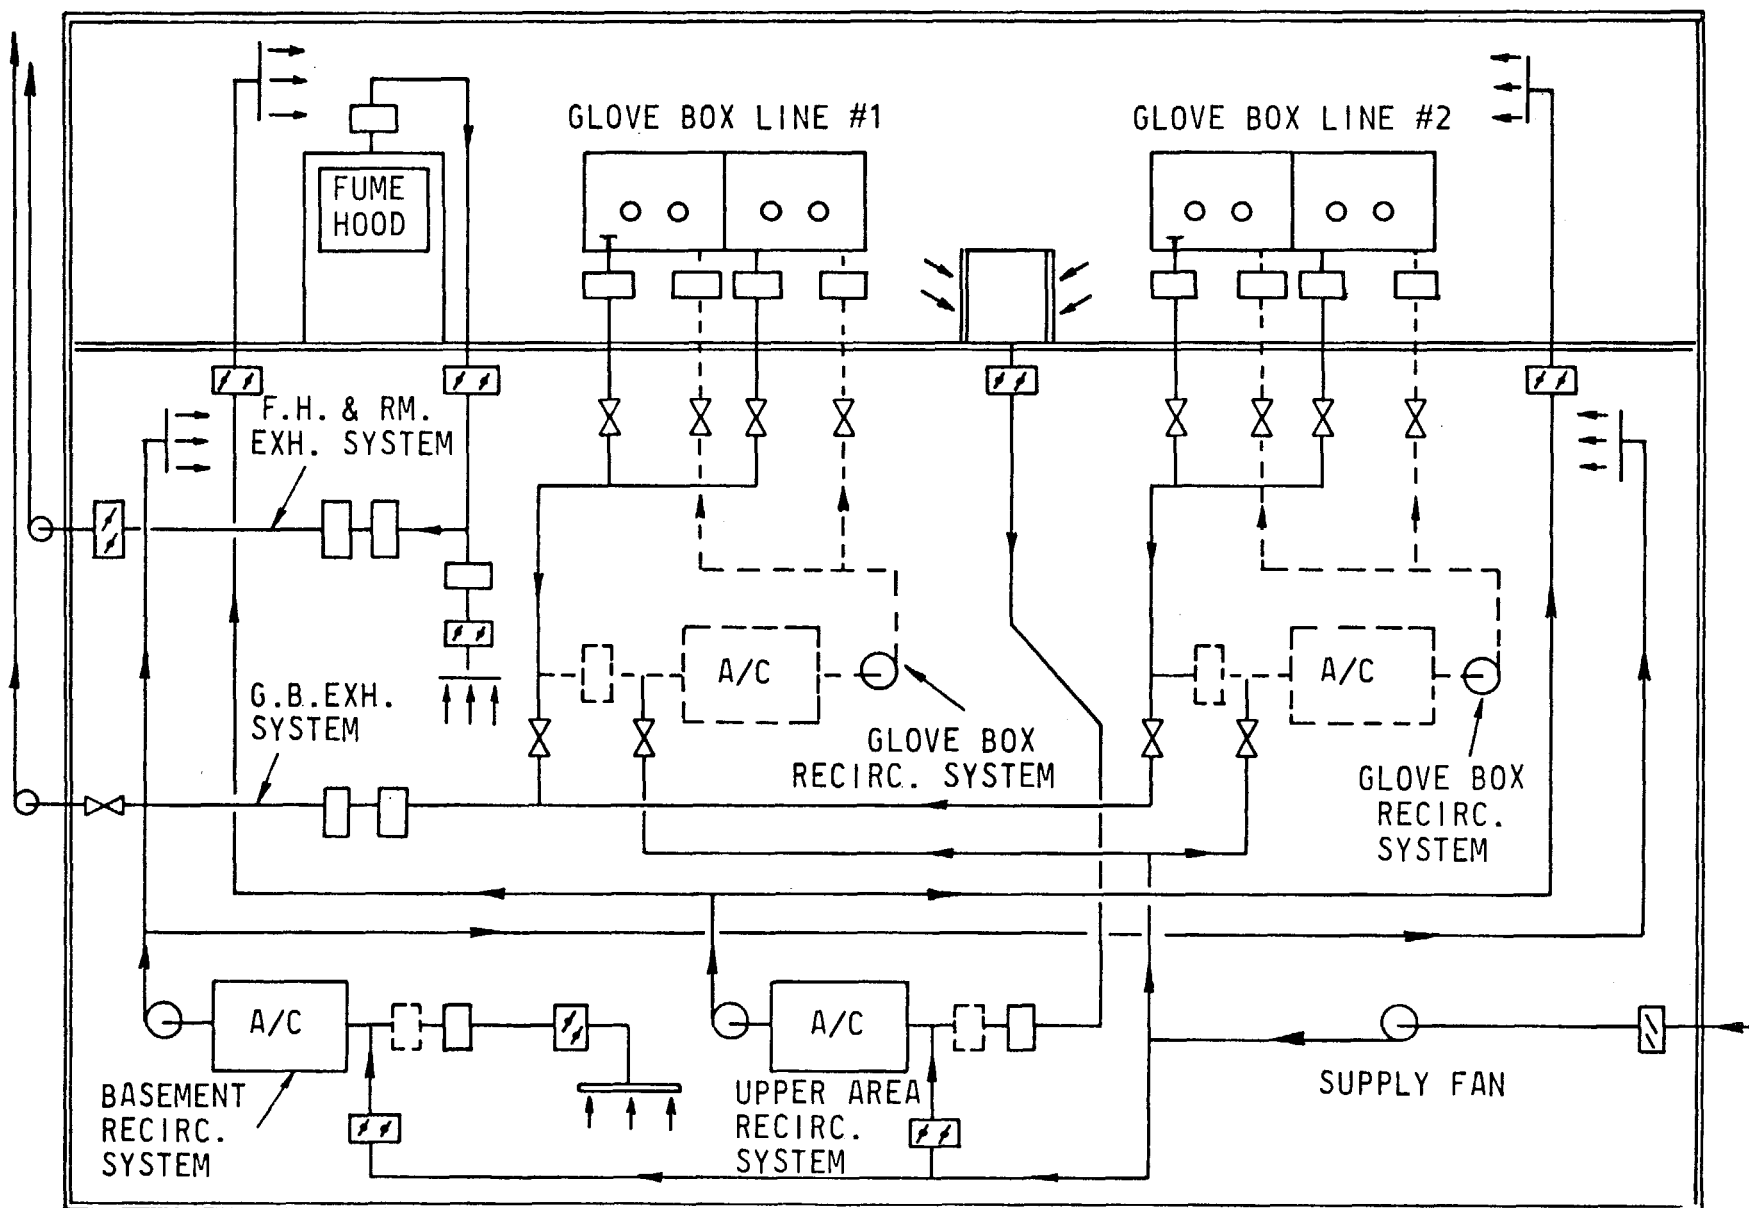 GLOVE BOX LINE #1
GLOVE BOX LINE #2
FUME
HOOD
F.H. & RM.
EXH. SYSTEM
G.B.EXH.
SYSTEM
A/C
A/C
GLOVE BOX
RECIRC. SYSTEM
GLOVE BOX
RECIRC.
SYSTEM
A/C
A/C
BASEMENT
RECIRC.
SYSTEM
UPPER AREA
RECIRC.
SYSTEM
SUPPLY FAN